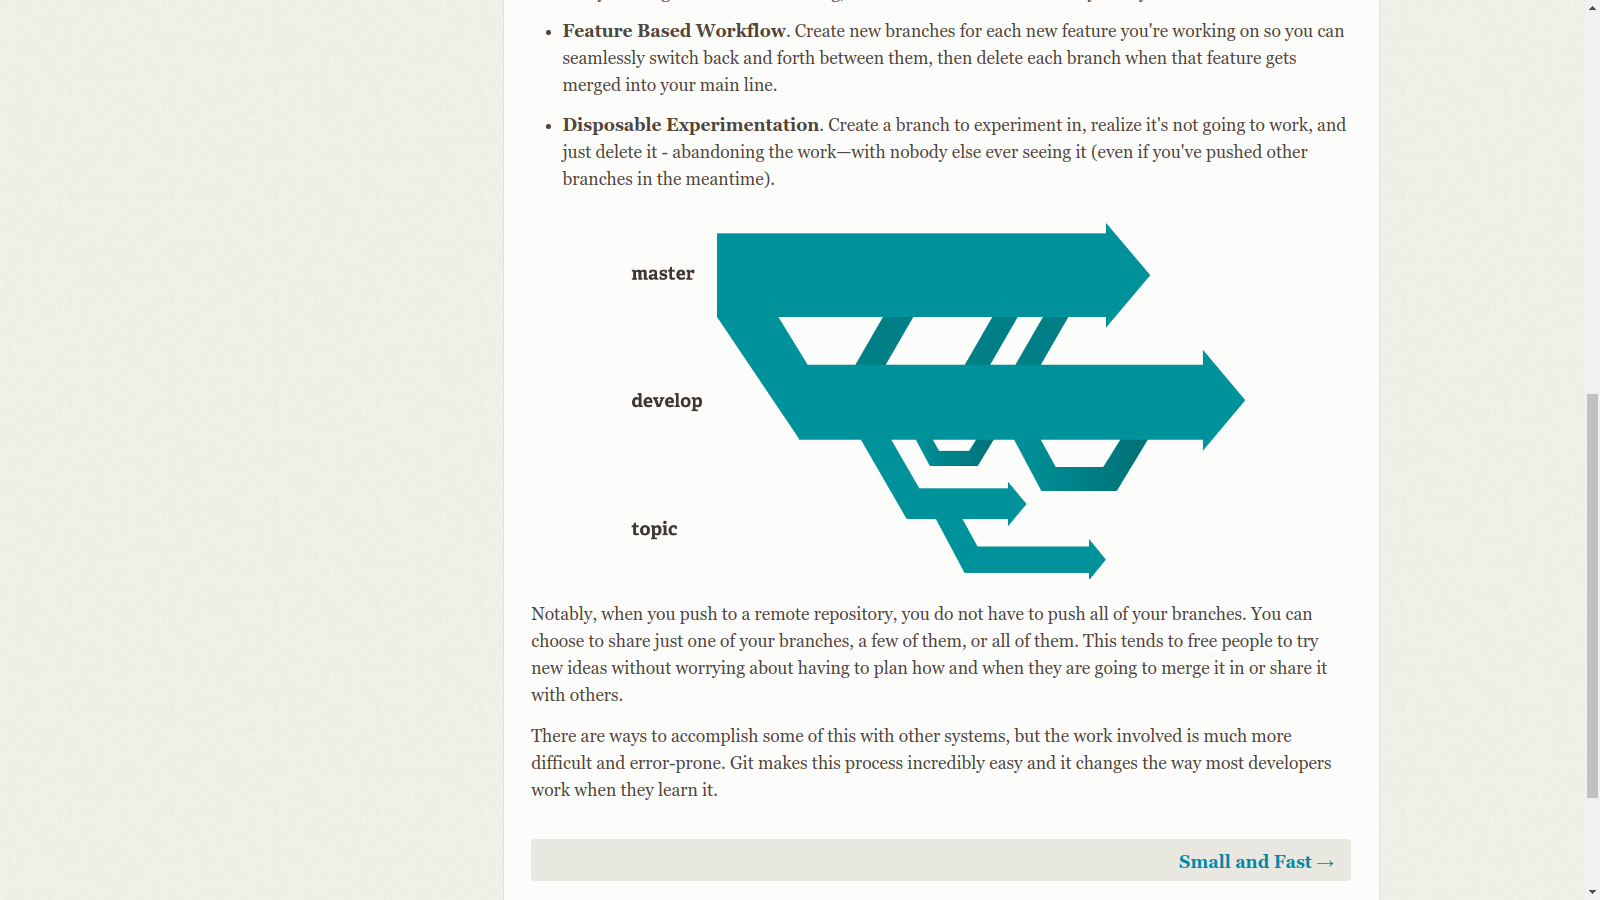 Feature Based Workflow. Create new branches for each new feature you're working on so you can
seamlessly switch back and forth between them, then delete each branch when that feature gets
merged into your main line.
Disposable Experimentation. Create a branch to experiment in, realize it's not going to work, and
just delete it - abandoning the work—with nobody else ever seeing it (even if you've pushed other
branches in the meantime).
master
develop
topic
Notably, when you push to a remote repository, you do not have to push all of your branches. You can
choose to share just one of your branches, a few of them, or all of them. This tends to free people to try
new ideas without worrying about having to plan how and when they are going to merge it in or share it
with others.
There are ways to accomplish some of this with other systems, but the work involved is much more
difficult and error-prone. Git makes this process incredibly easy and it changes the way most developers
work when they learn it.
Small and Fast →